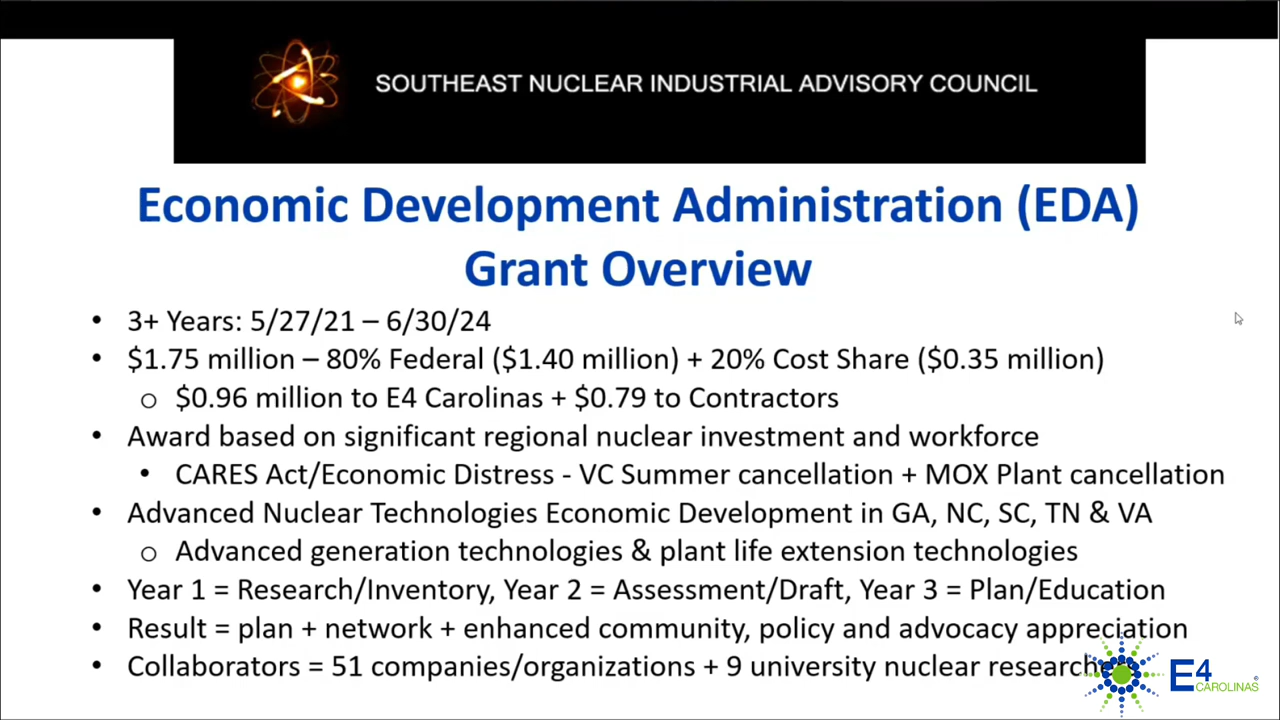 SOUTHEAST NUCLEAR INDUSTRIAL ADVISORY COUNCIL
Economic Development Administration (EDA)
Grant Overview
• 3+ Years: 5/27/21 – 6/30/24
• $1.75 million – 80% Federal ($1.40 million) + 20% Cost Share ($0.35 million)
o $0.96 million to E4 Carolinas + $0.79 to Contractors
• Award based on significant regional nuclear investment and workforce
• CARES Act/Economic Distress - VC Summer cancellation + MOX Plant cancellation
• Advanced Nuclear Technologies Economic Development in GA, NC, SC, TN & VA
o Advanced generation technologies & plant life extension technologies
• Year 1 = Research/Inventory, Year 2 = Assessment/Draft, Year 3 = Plan/Education
• Result = plan + network + enhanced community, policy and advocacy appreciation
• Collaborators = 51 companies/organizations + 9 university nuclear
E4 CAROLINAS®